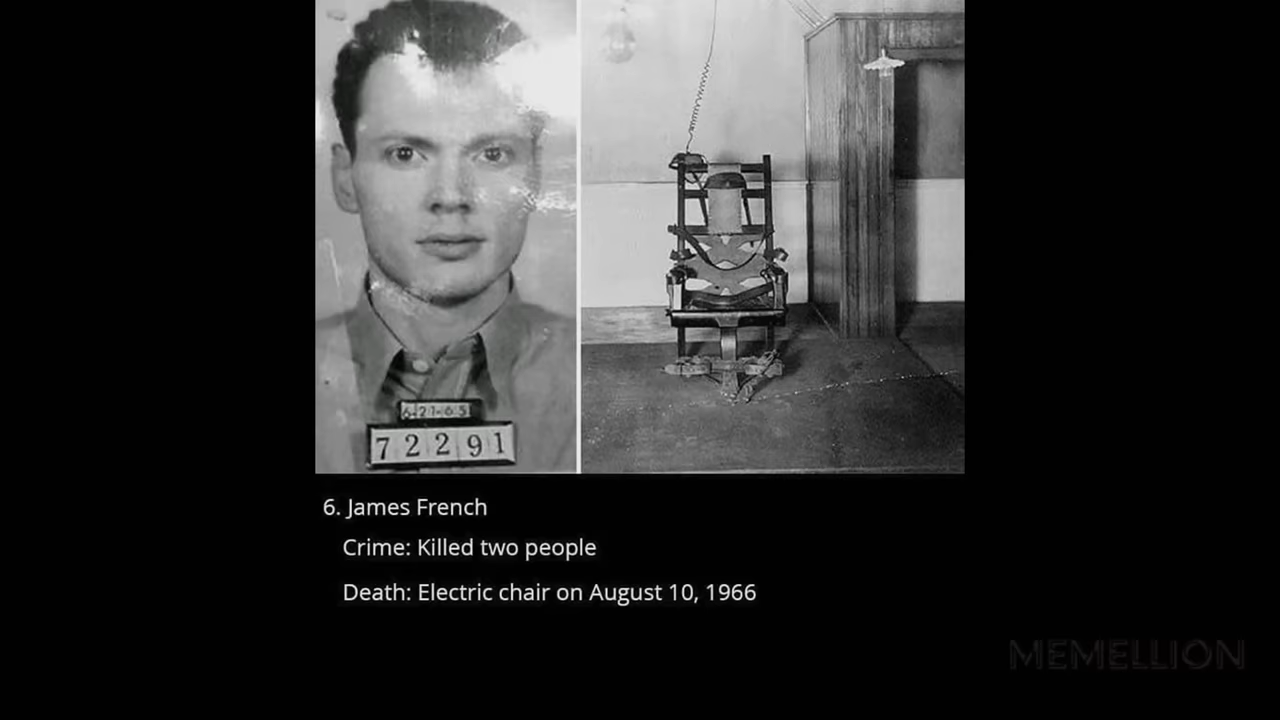 6-21-65
72291
6. James French
Crime: Killed two people
Death: Electric chair on August 10, 1966
MEMELLION